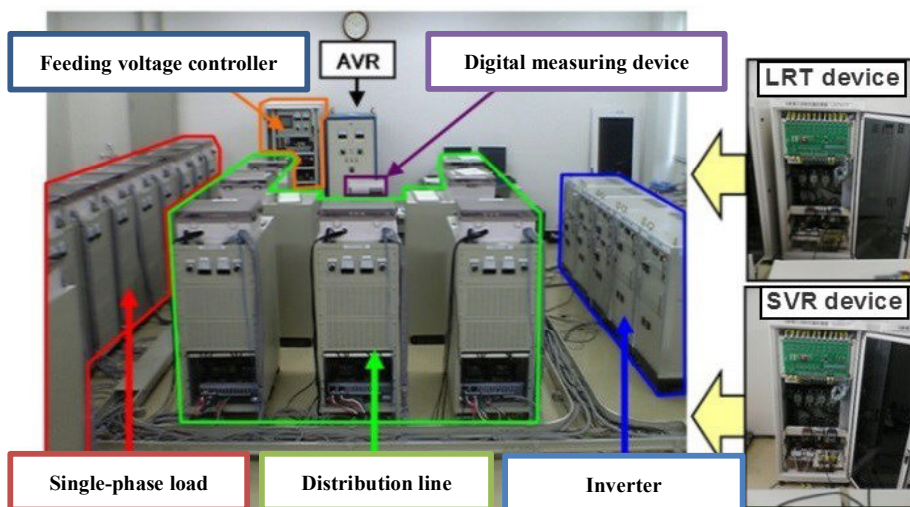 Feeding voltage controller
AVR
Digital measuring device
LRT device
SVR device
Single-phase load
Distribution line
Inverter